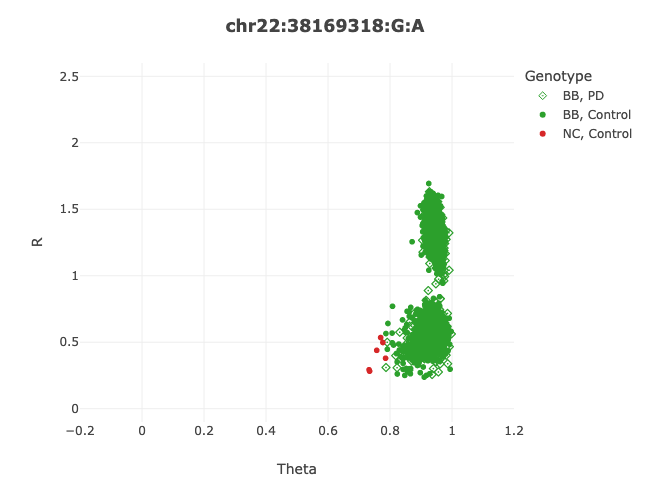 chr22:38169318:G:A
Genotype
BB, PD
BB, Control
NC, Control
2.5
2
1.5
1
0.5
0
R
−0.2
0
0.2
0.4
0.6
0.8
1
1.2
Theta